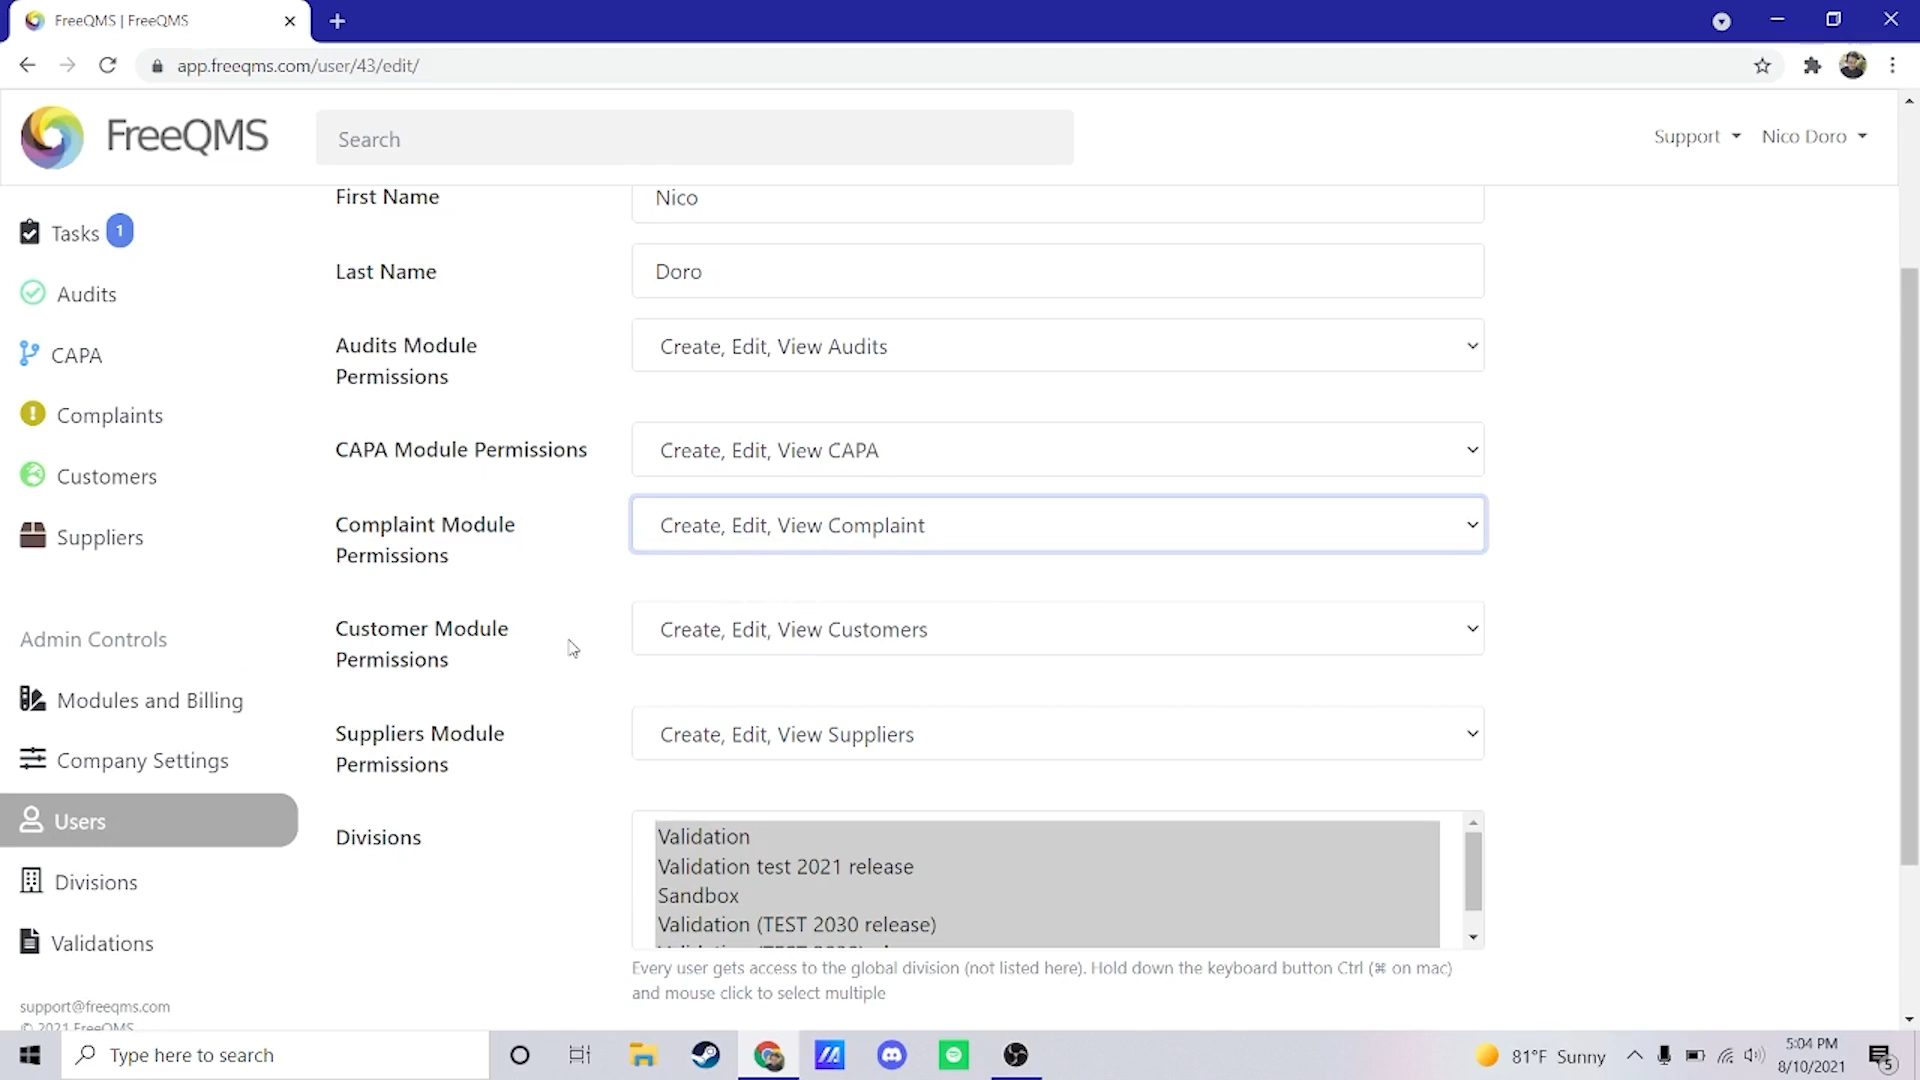 FreeQMS | FreeQMS
app.freeqms.com/user/43/edit/
FreeQMS
Search
Support
Nico Doro
Tasks 1
Audits
CAPA
Complaints
Customers
Suppliers
Admin Controls
Modules and Billing
Company Settings
Users
Divisions
Validations
support@freeqms.com
© 2021 FreeQMS
First Name
Nico
Last Name
Doro
Audits Module
Permissions
Create, Edit, View Audits
CAPA Module Permissions
Create, Edit, View CAPA
Complaint Module
Permissions
Create, Edit, View Complaint
Customer Module
Permissions
Create, Edit, View Customers
Suppliers Module
Permissions
Create, Edit, View Suppliers
Divisions
Validation
Validation test 2021 release
Sandbox
Validation (TEST 2030 release)
Every user gets access to the global division (not listed here). Hold down the keyboard button Ctrl (⌘ on mac)
and mouse click to select multiple
Type here to search
81°F Sunny
5:04 PM
8/10/2021
5